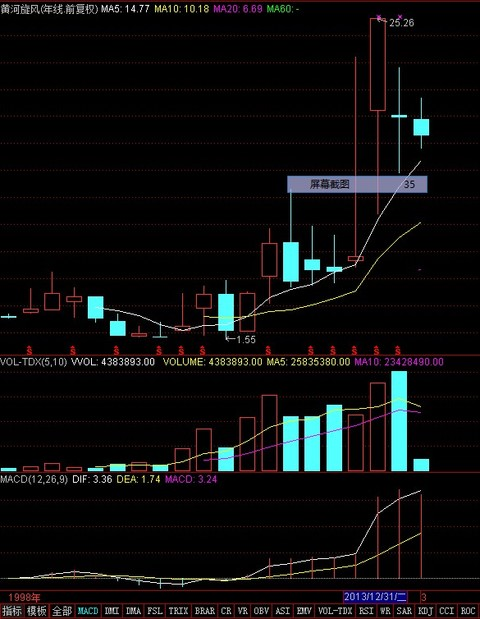 黄河旋风(年线.前复权) MA5: 14.77 MA10: 10.18 MA20: 6.69 MA60: -
25.26
屏幕截图 35
1.55
VOL-TDX(5,10) VVOL: 4383893.00 VOLUME: 4383893.00 MA5: 25835380.00 MA10: 23428490.00
MACD(12,26,9) DIF: 3.36 DEA: 1.74 MACD: 3.24
1998年 2013/12/31/二 3
指标 模板 全部 MACD DMI DMA FSL TRIX BRAR CR VR OBV ASI EMV VOL-TDX RSI WR SAR KDJ CCI ROC